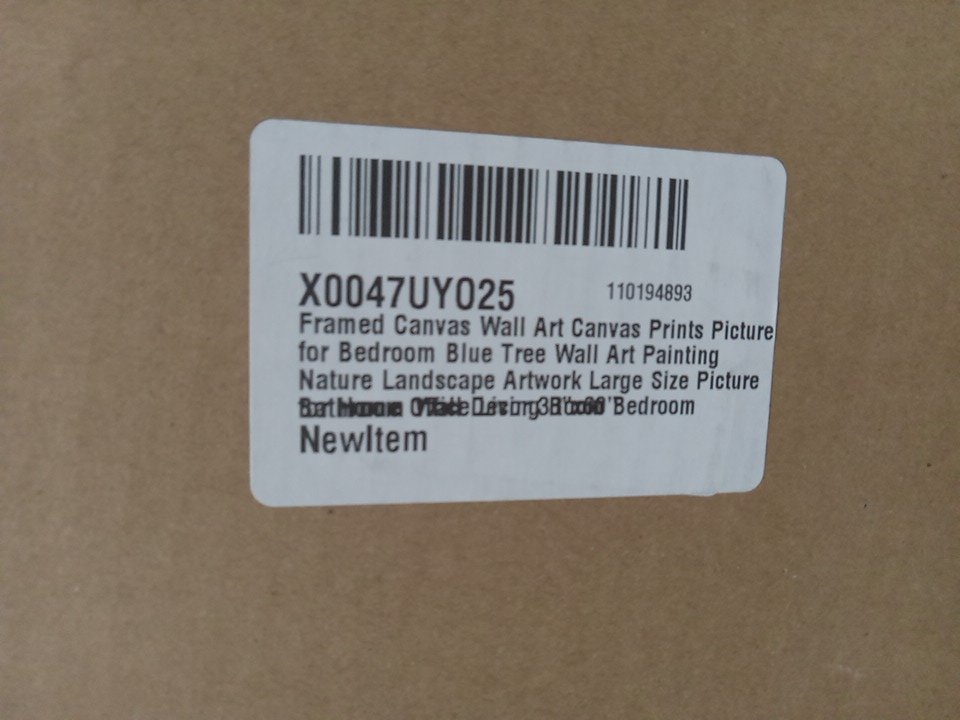 X0047UYO25
110194893
Framed Canvas Wall Art Canvas Prints Picture
for Bedroom Blue Tree Wall Art Painting
Nature Landscape Artwork Large Size Picture
Bedroom
NewItem